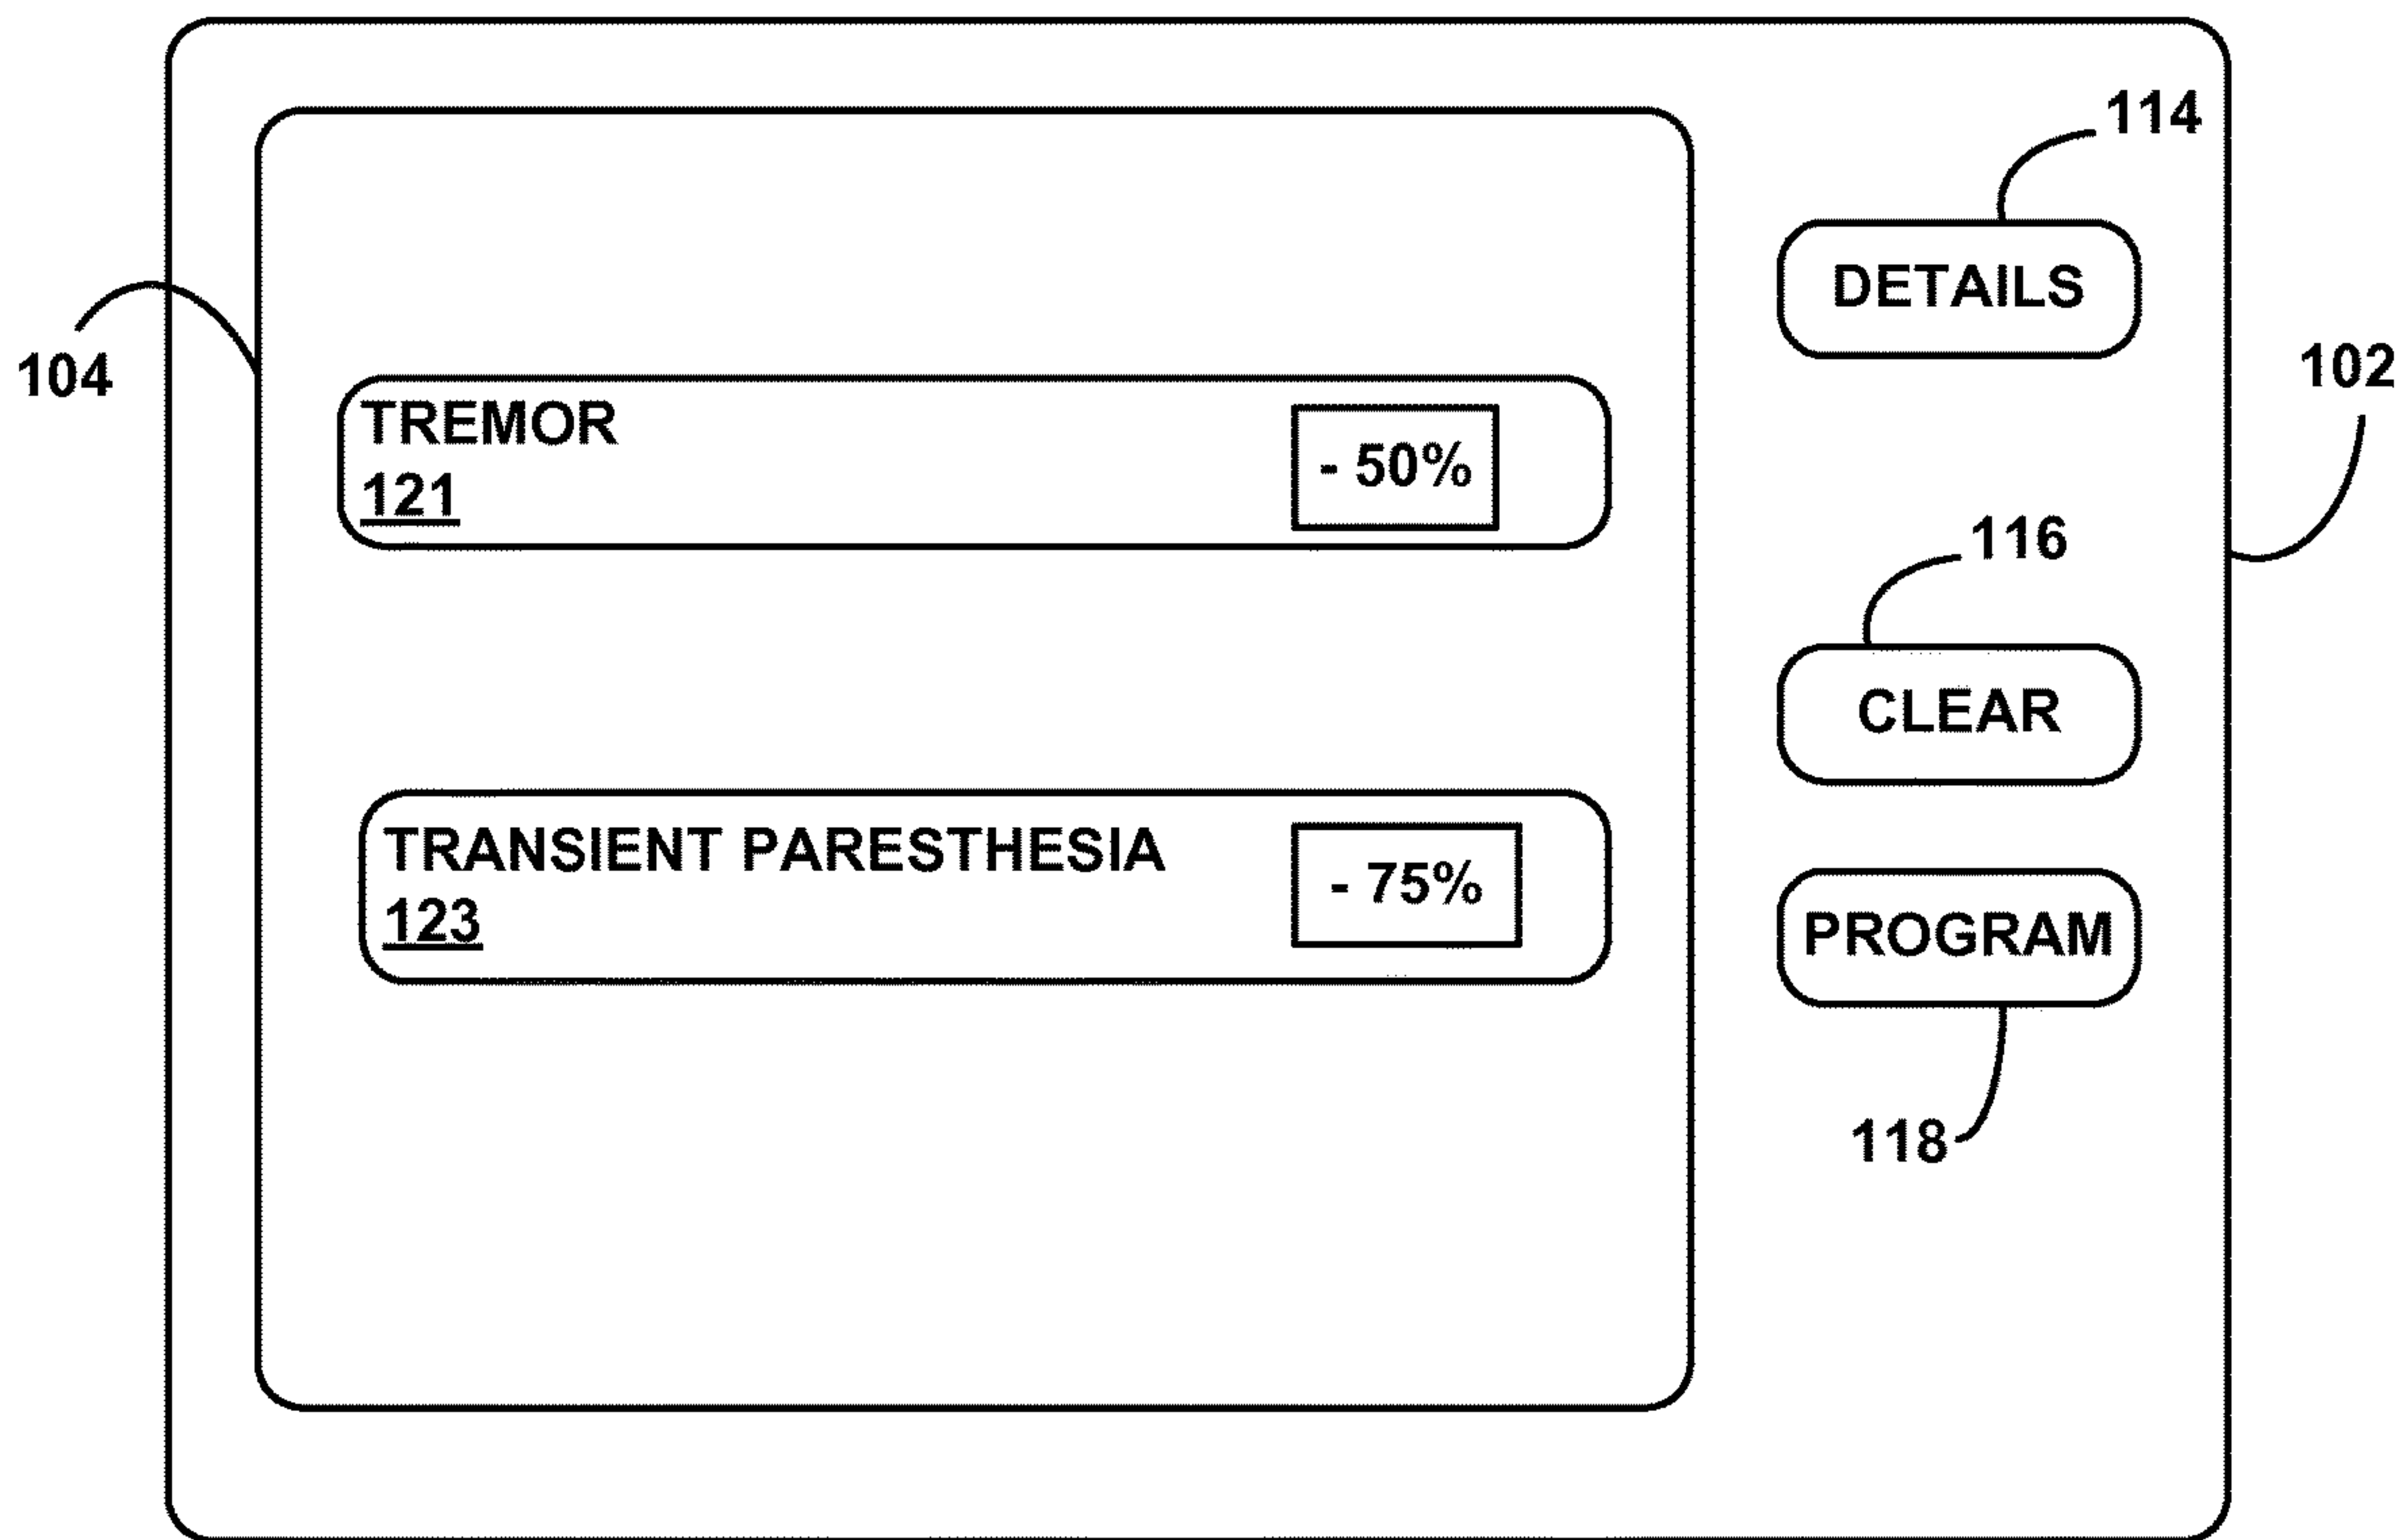 114
DETAILS
104
102
TREMOR
121
- 50%
116
CLEAR
TRANSIENT PARESTHESIA
123
- 75%
PROGRAM
118